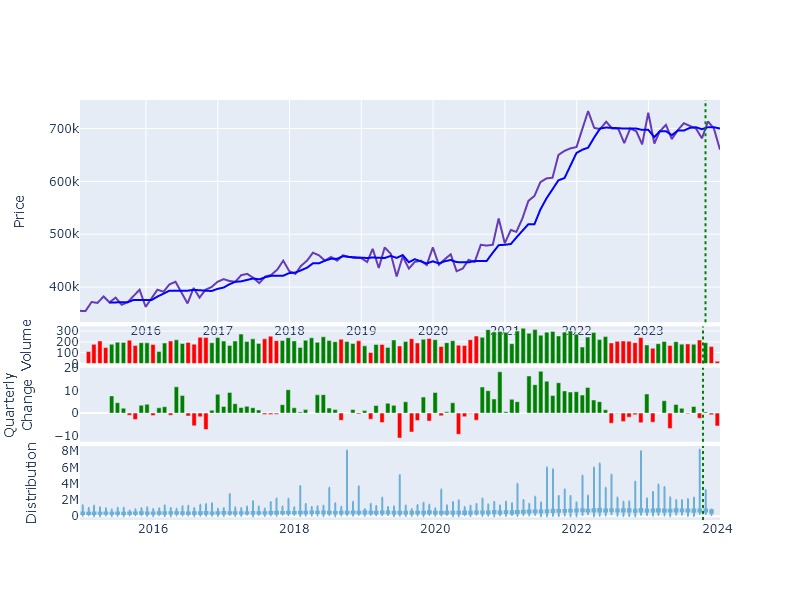 700k
600k
500k
400k
Price
2016 2017 2018 2019 2020 2021 2022 2023
300
200
100
0
Volume
20
10
0
−10
Quarterly
Change
8M
6M
4M
2M
0
Distribution
2016 2018 2020 2022 2024